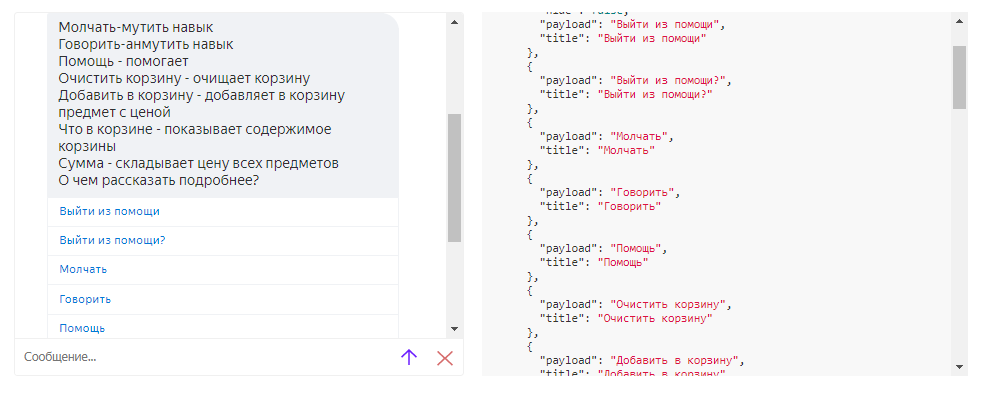 Молчать-мутить навык
Говорить-анмутить навык
Помощь - помогает
Очистить корзину - очищает корзину
Добавить в корзину - добавляет в корзину
предмет с ценой
Что в корзине - показывает содержимое
корзины
Сумма - складывает цену всех предметов
О чем рассказать подробнее?
Выйти из помощи
Выйти из помощи?
Молчать
Говорить
Помощь
Сообщение...
"hide": false,
"payload": "Выйти из помощи",
"title": "Выйти из помощи"
},
{
"payload": "Выйти из помощи?",
"title": "Выйти из помощи?"
},
{
"payload": "Молчать",
"title": "Молчать"
},
{
"payload": "Говорить",
"title": "Говорить"
},
{
"payload": "Помощь",
"title": "Помощь"
},
{
"payload": "Очистить корзину",
"title": "Очистить корзину"
},
{
"payload": "Добавить в корзину",
"title": "Добавить в корзину"